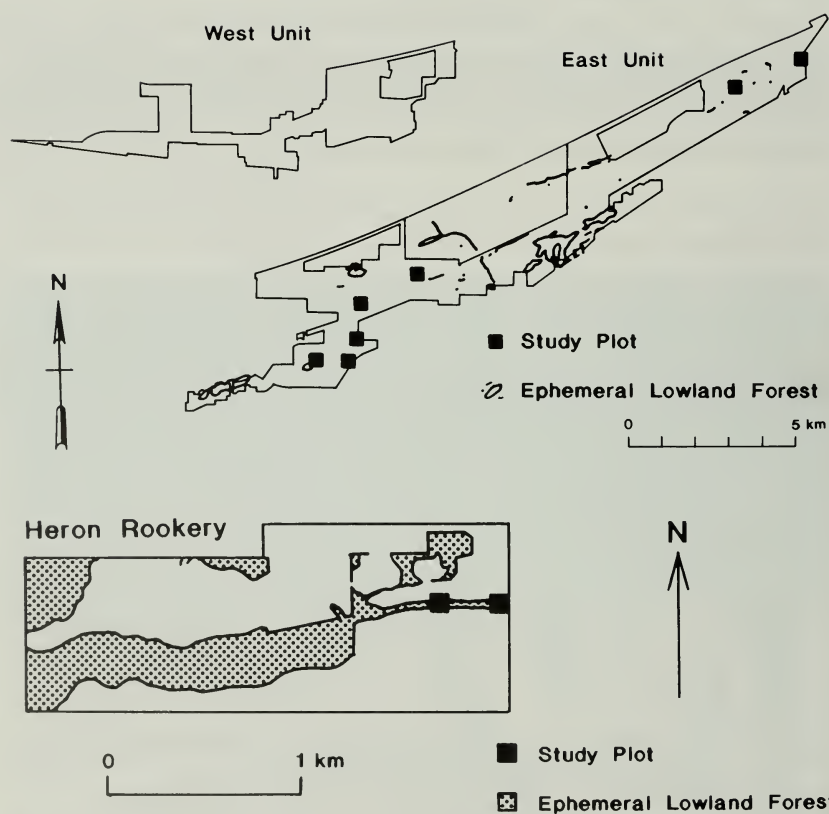 West Unit
East Unit
N
Study Plot
Ephemeral Lowland Forest
0 5 km
Heron Rookery
N
0 1 km
Study Plot
Ephemeral Lowland Forest